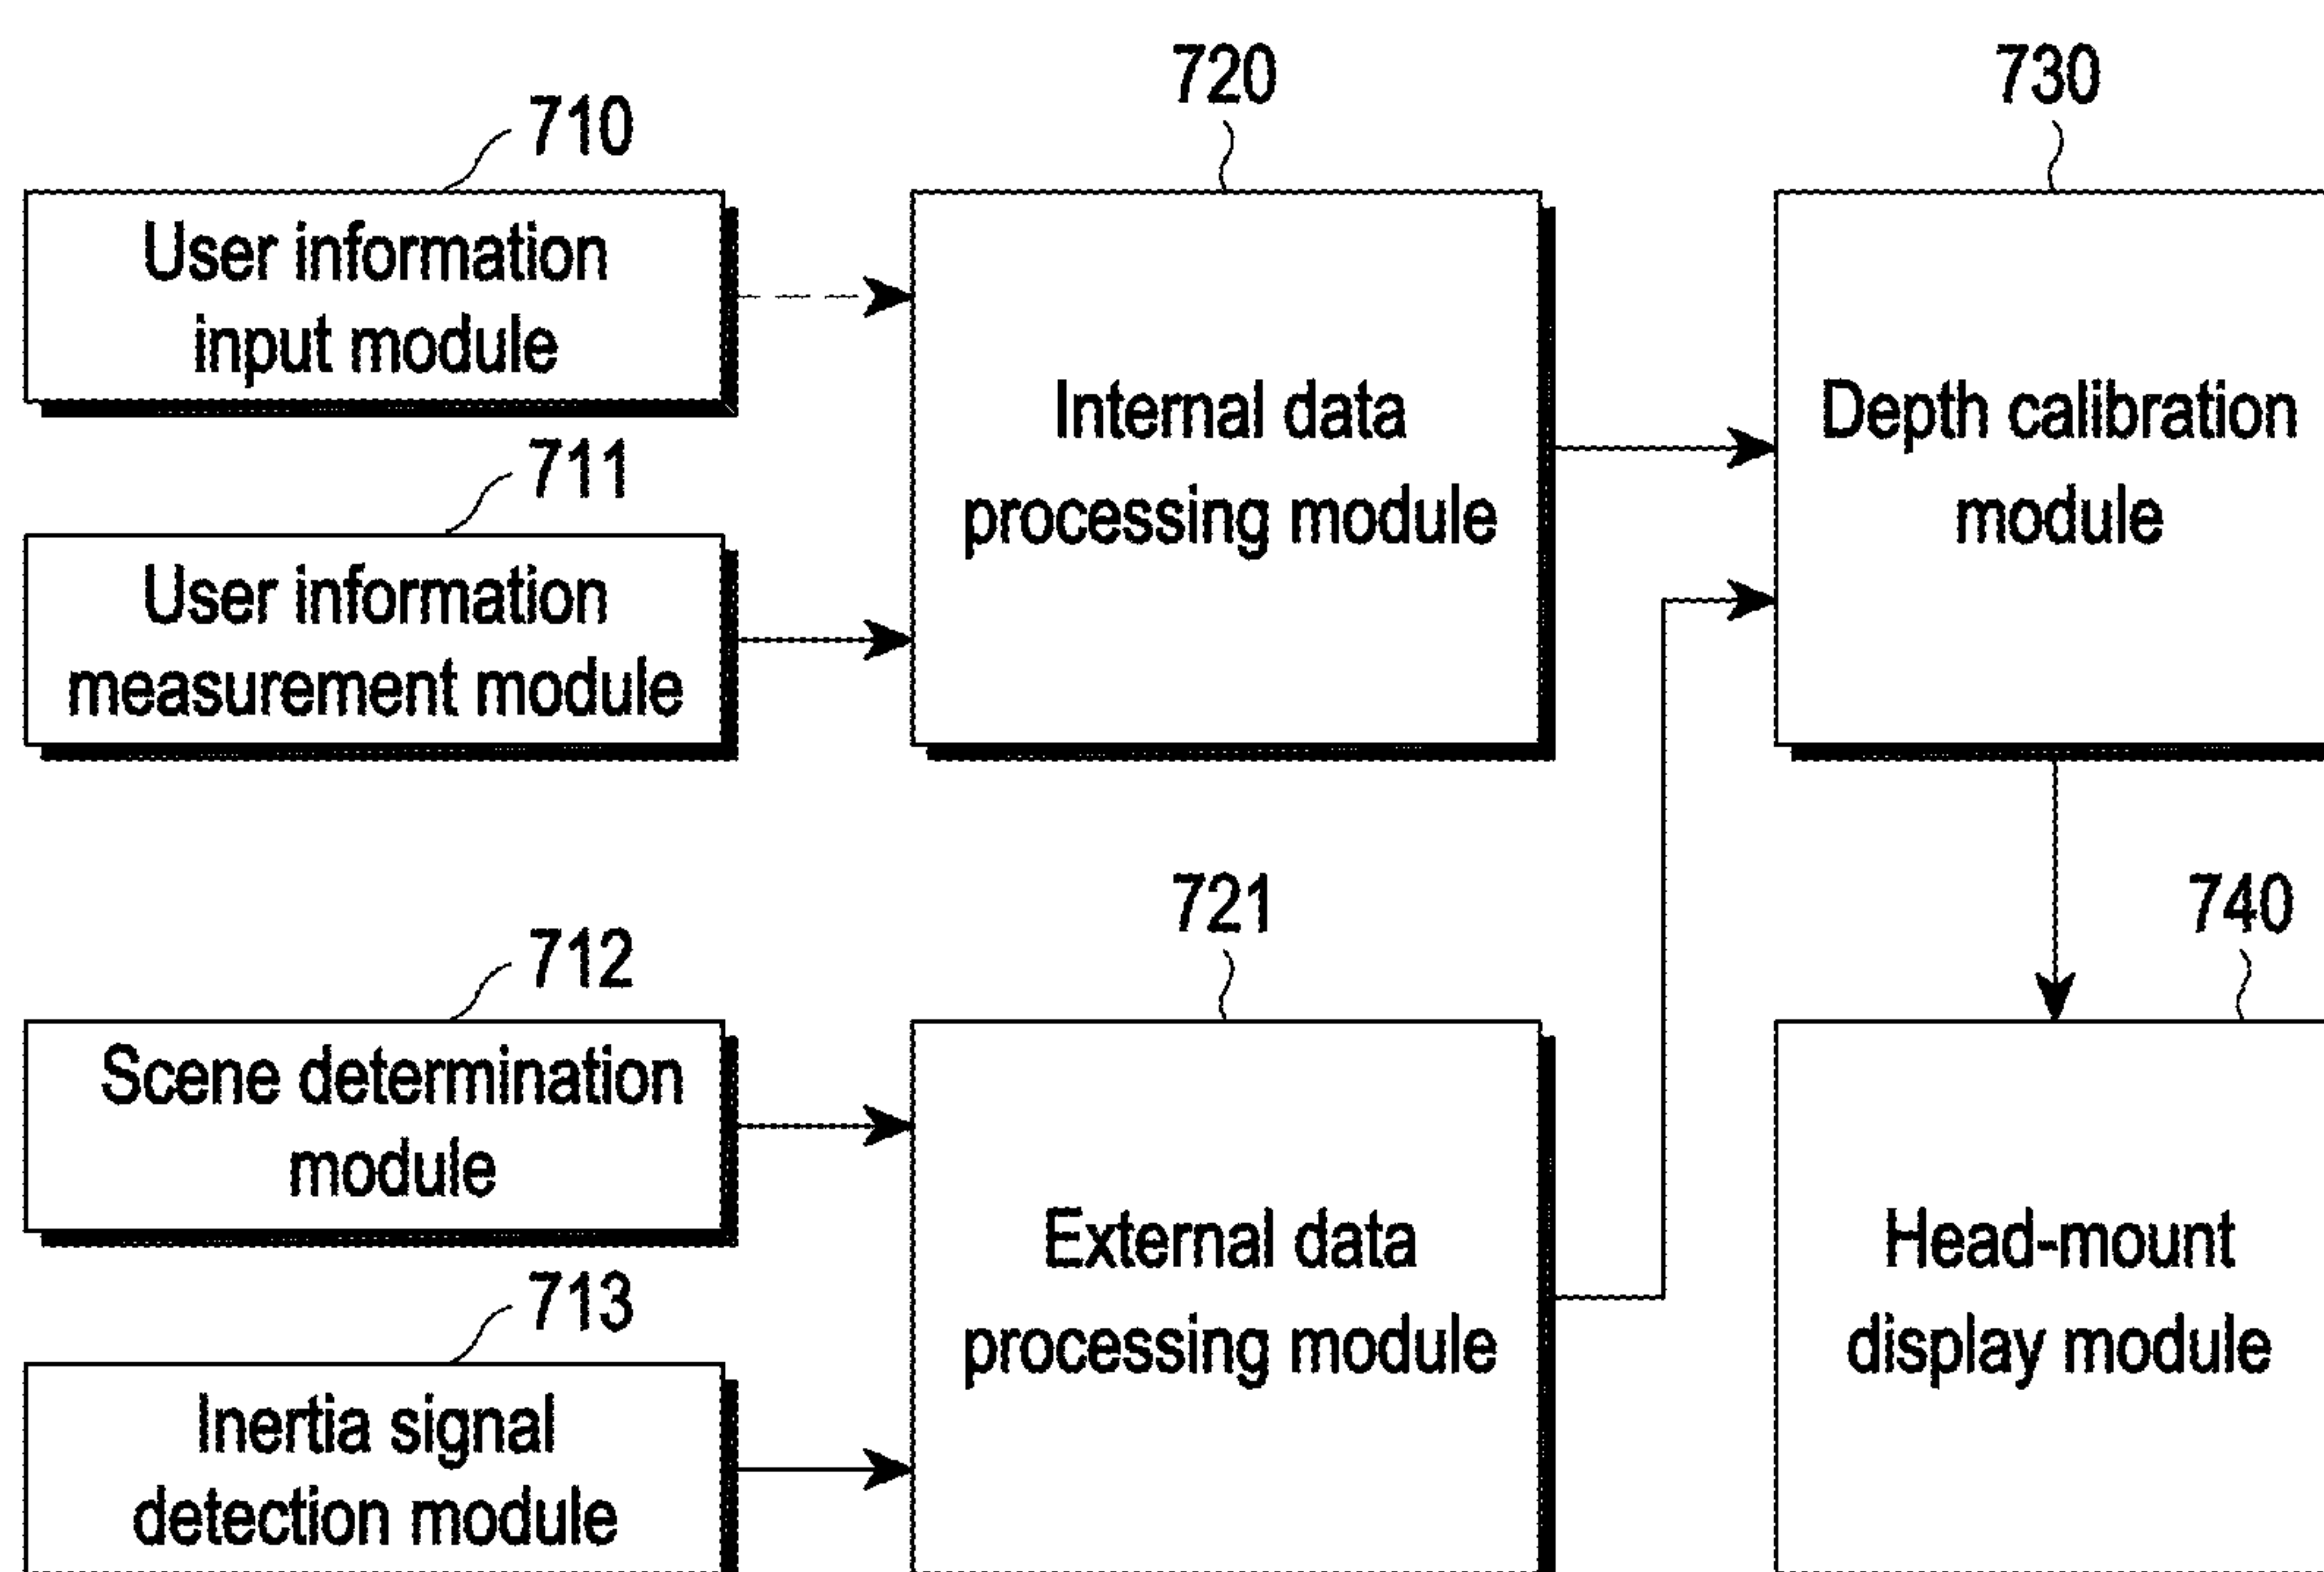 710
User information
input module
711
User information
measurement module
720
Internal data
processing module
730
Depth calibration
module
712
Scene determination
module
713
Inertia signal
detection module
721
External data
processing module
740
Head-mount
display module